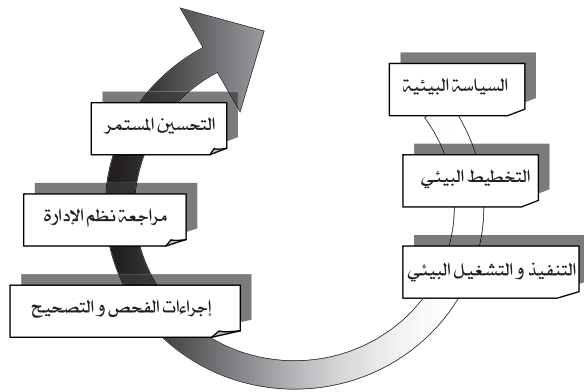 السياسة البيئية
التخطيط البيئي
التنفيذ و التشغيل البيئي
إجراءات الفحص و التصحيح
مراجعة نظم الإدارة
التحسين المستمر